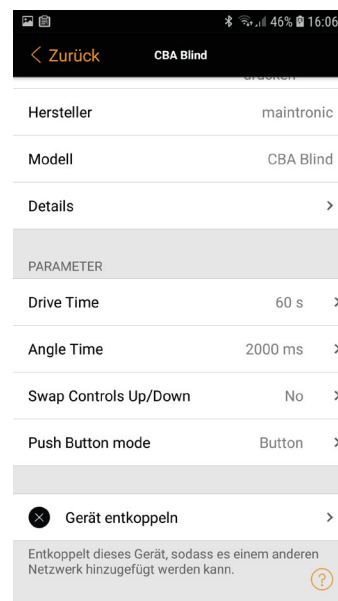 46% 16:06
Zurück CBA Blind
Hersteller maintronic
Modell CBA Blind
Details
PARAMETER
Drive Time 60 s
Angle Time 2000 ms
Swap Controls Up/Down No
Push Button mode Button
Gerät entkoppeln
Entkoppelt dieses Gerät, sodass es einem anderen
Netzwerk hinzugefügt werden kann.
?